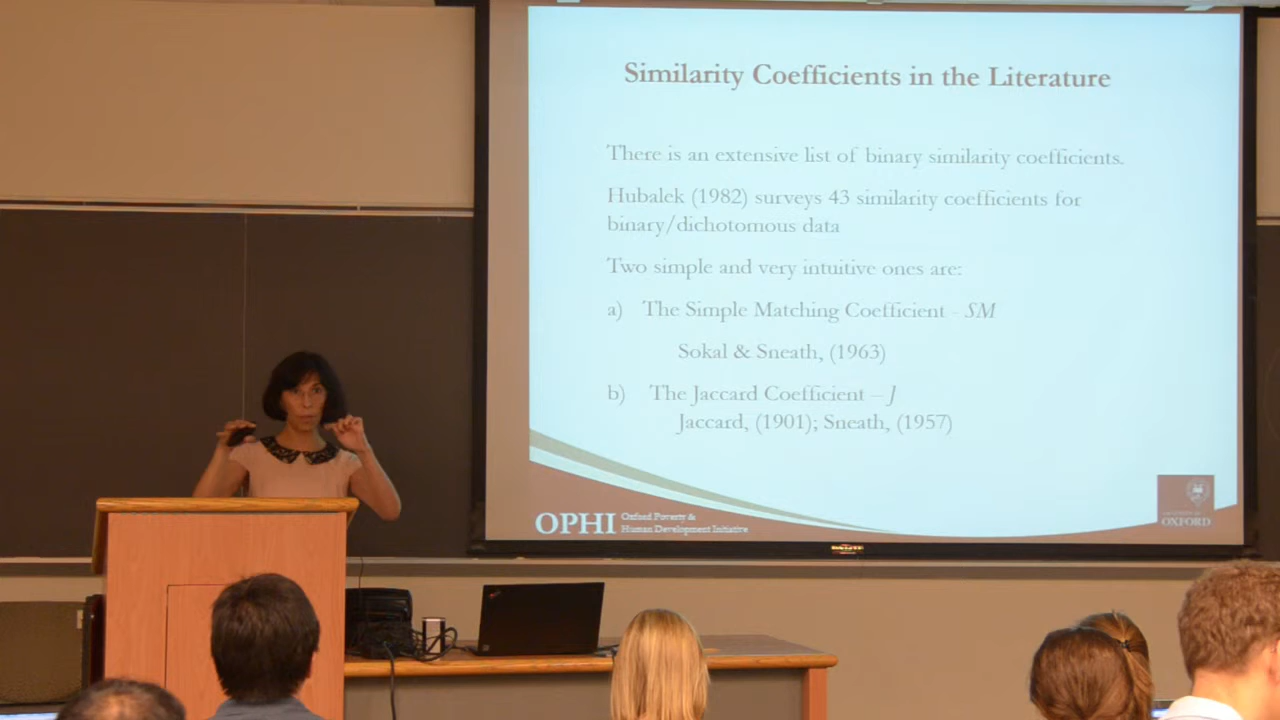 Similarity Coefficients in the Literature
There is an extensive list of binary similarity coefficients.
Hubalek (1982) surveys 43 similarity coefficients for
binary/dichotomous data
Two simple and very intuitive ones are:
a) The Simple Matching Coefficient - SM
Sokal & Sneath, (1963)
b) The Jaccard Coefficient – J
Jaccard, (1901); Sneath, (1957)
OPHI
Oxford Poverty &
Human Development Initiative
OXFORD